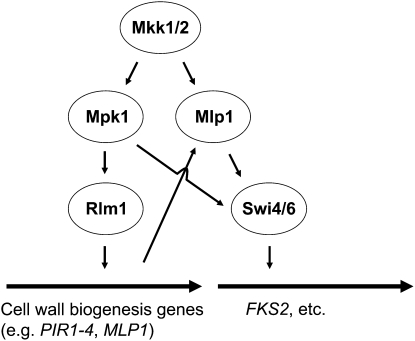 Mkk1/2
Mpk1
Mlp1
Rlm1
Swi4/6
Cell wall biogenesis genes
(e.g. PIR1-4, MLP1)
FKS2, etc.